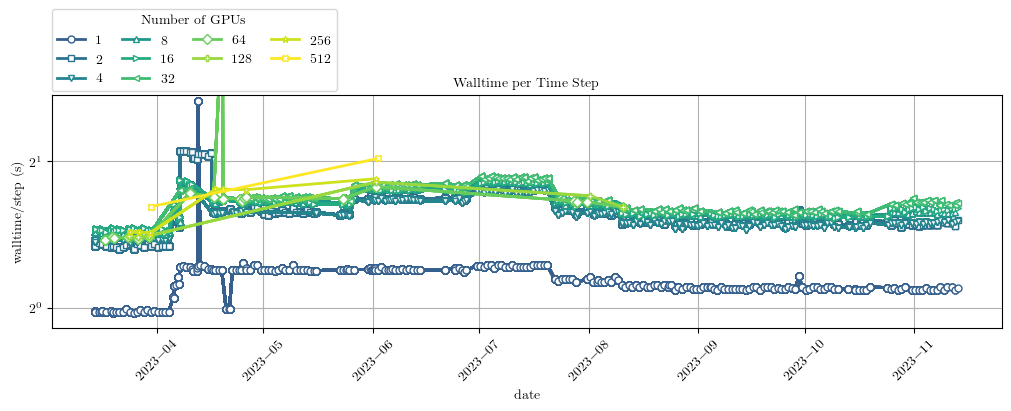 Number of GPUs
1 8 64 256
2 16 128 512
4 32
Walltime per Time Step
walltime/step (s)
2¹
2⁰
2023−04 2023−05 2023−06 2023−07 2023−08 2023−09 2023−10 2023−11
date